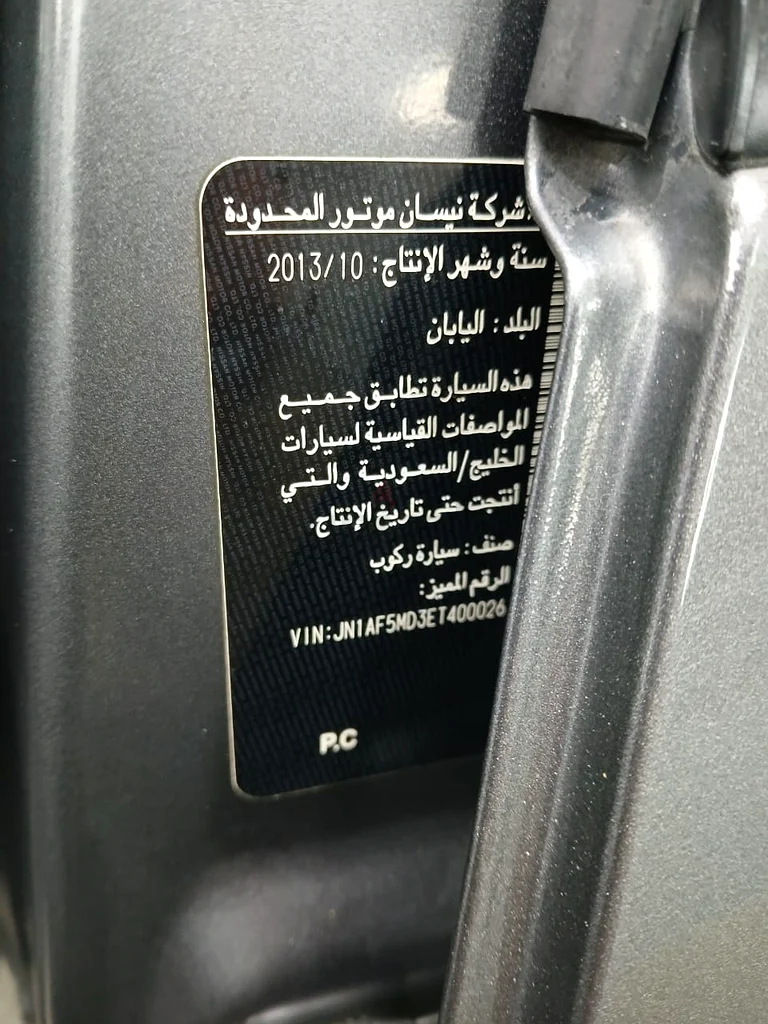 شركة نيسان موتور المحدودة
سنة وشهر الإنتاج: 2013/10
البلد: اليابان
هذه السيارة تطابق جميع
المواصفات القياسية لسيارات
الخليج/السعودية والتي
أنتجت حتى تاريخ الإنتاج.
صنف: سيارة ركوب
الرقم المميز:
VIN:JN1AF5MD3ET400026
P.C